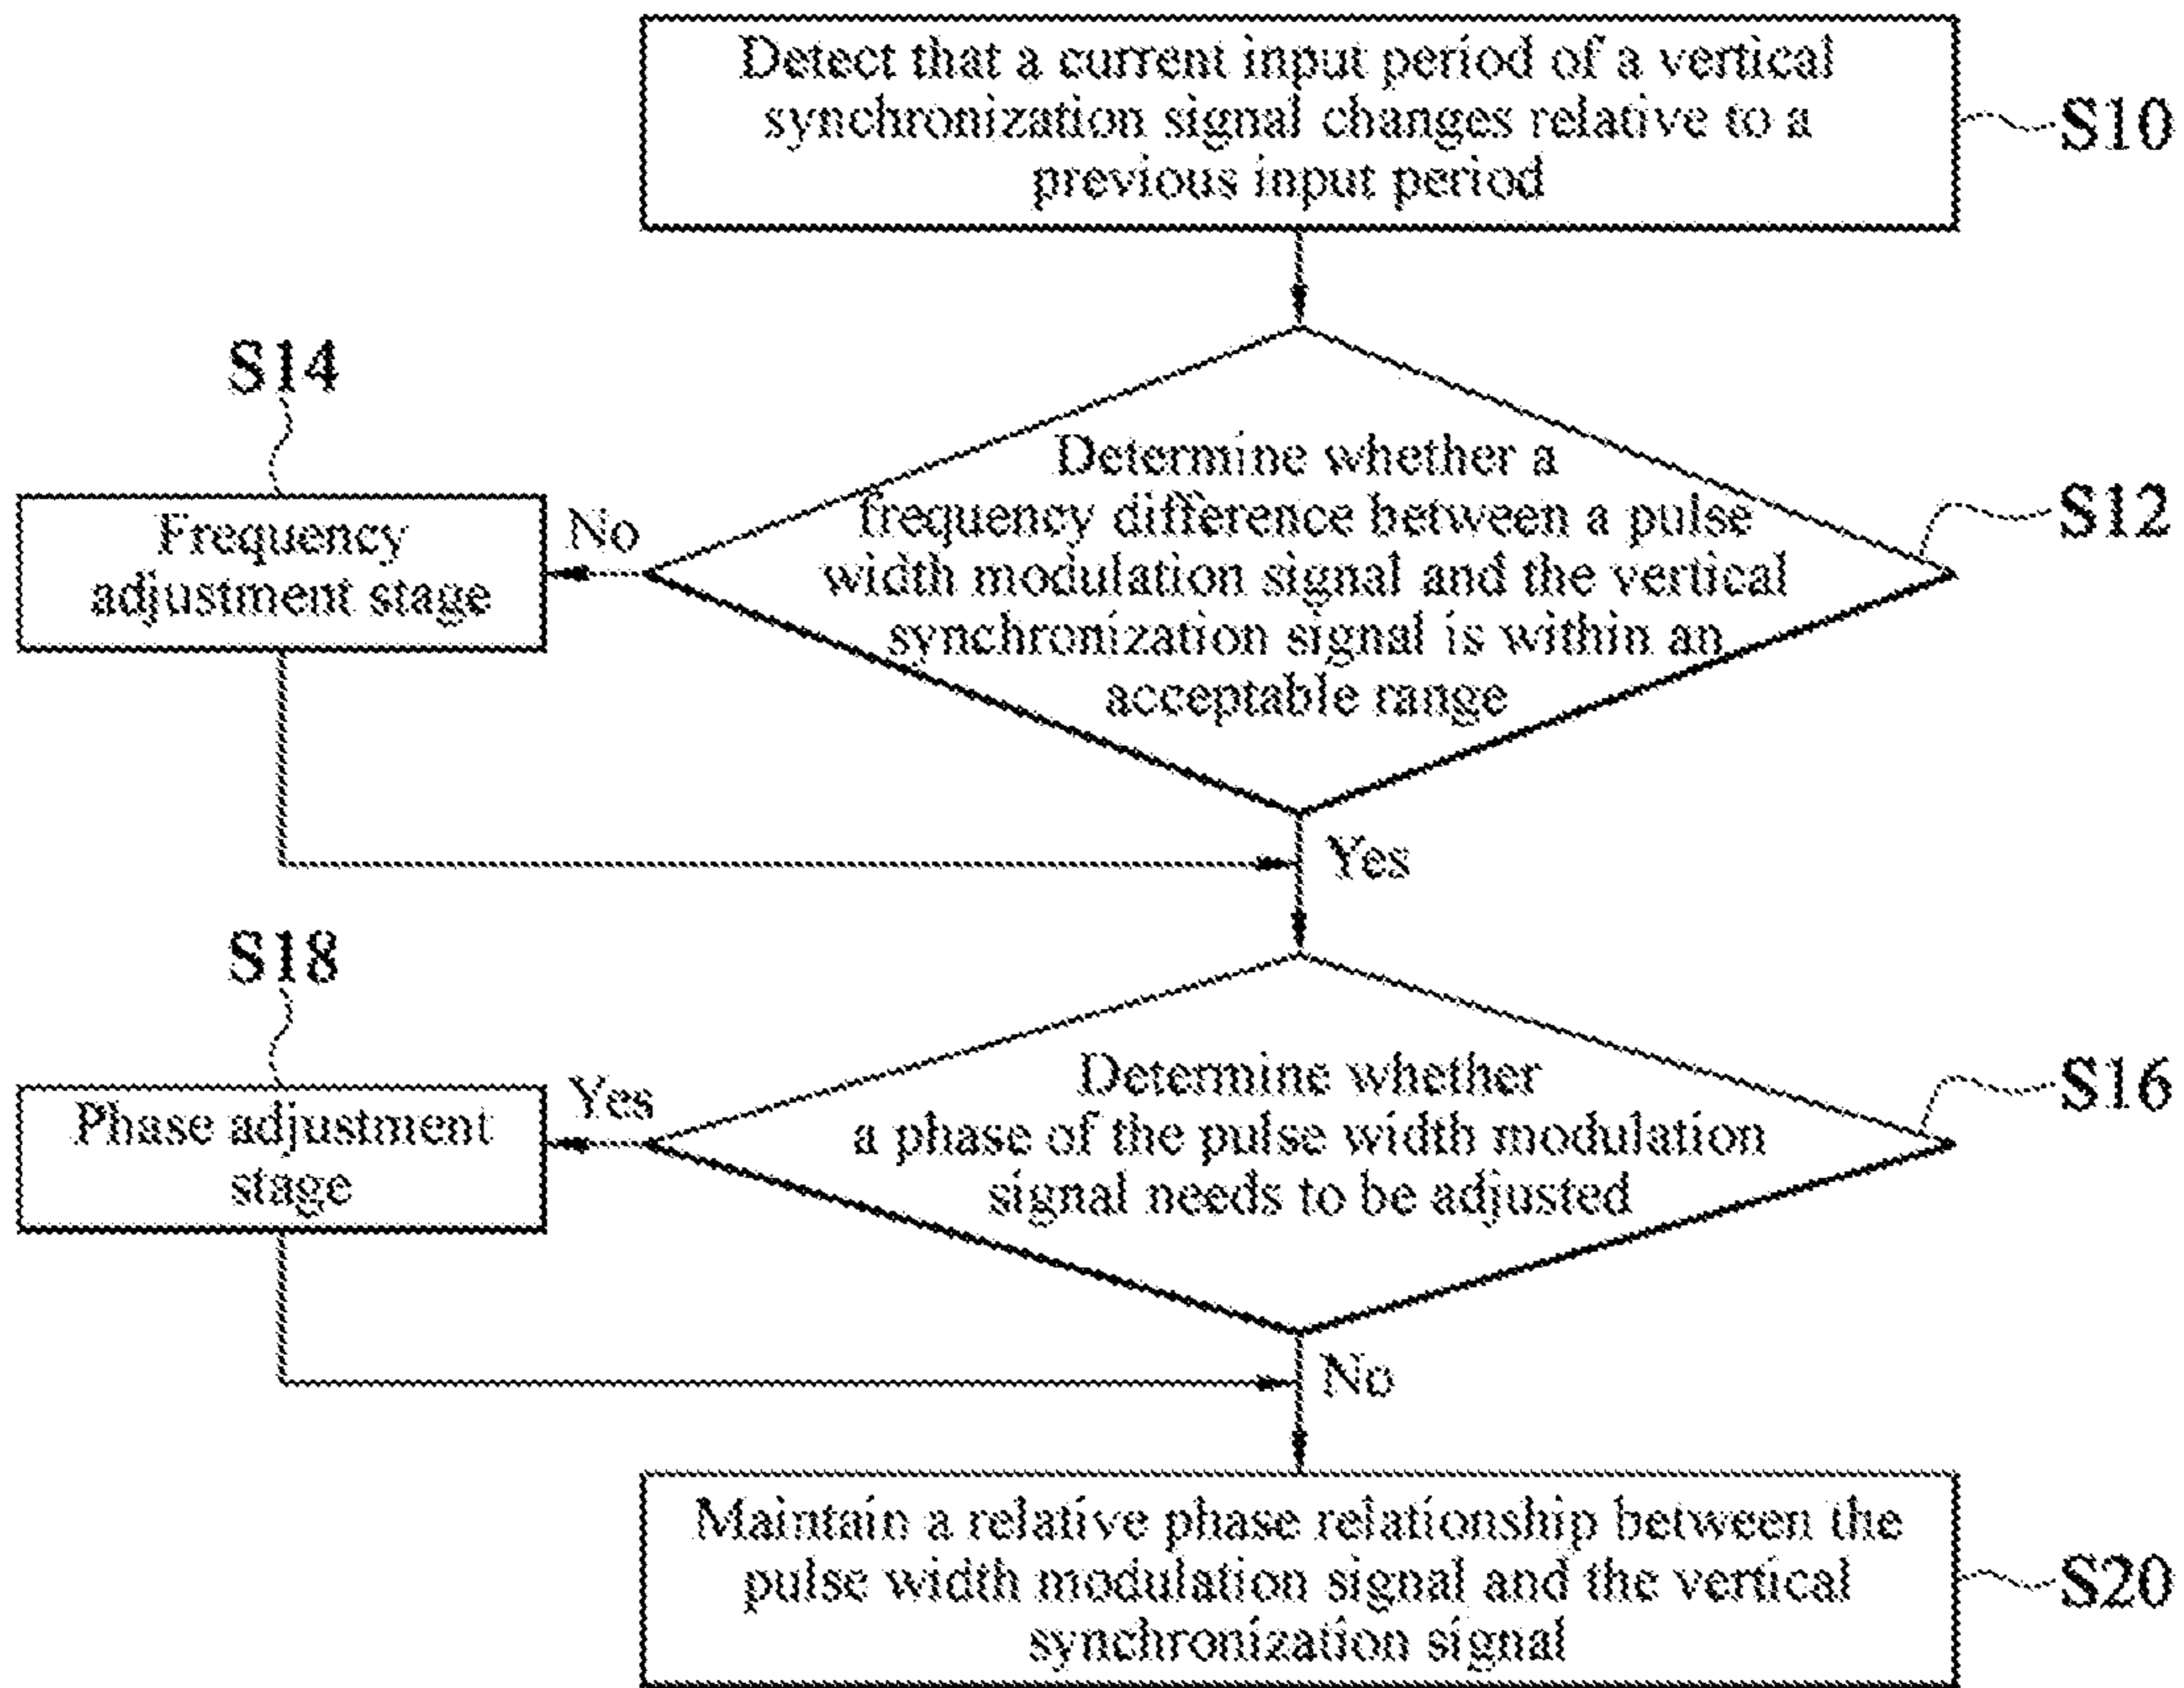 Detect that a current input period of a vertical
synchronization signal changes relative to a
previous input period
S10
S14
Frequency
adjustment stage
No
Determine whether a
frequency difference between a pulse
width modulation signal and the vertical
synchronization signal is within an
acceptable range
S12
Yes
S18
Phase adjustment
stage
Yes
Determine whether
a phase of the pulse width modulation
signal needs to be adjusted
S16
No
Maintain a relative phase relationship between the
pulse width modulation signal and the vertical
synchronization signal
S20